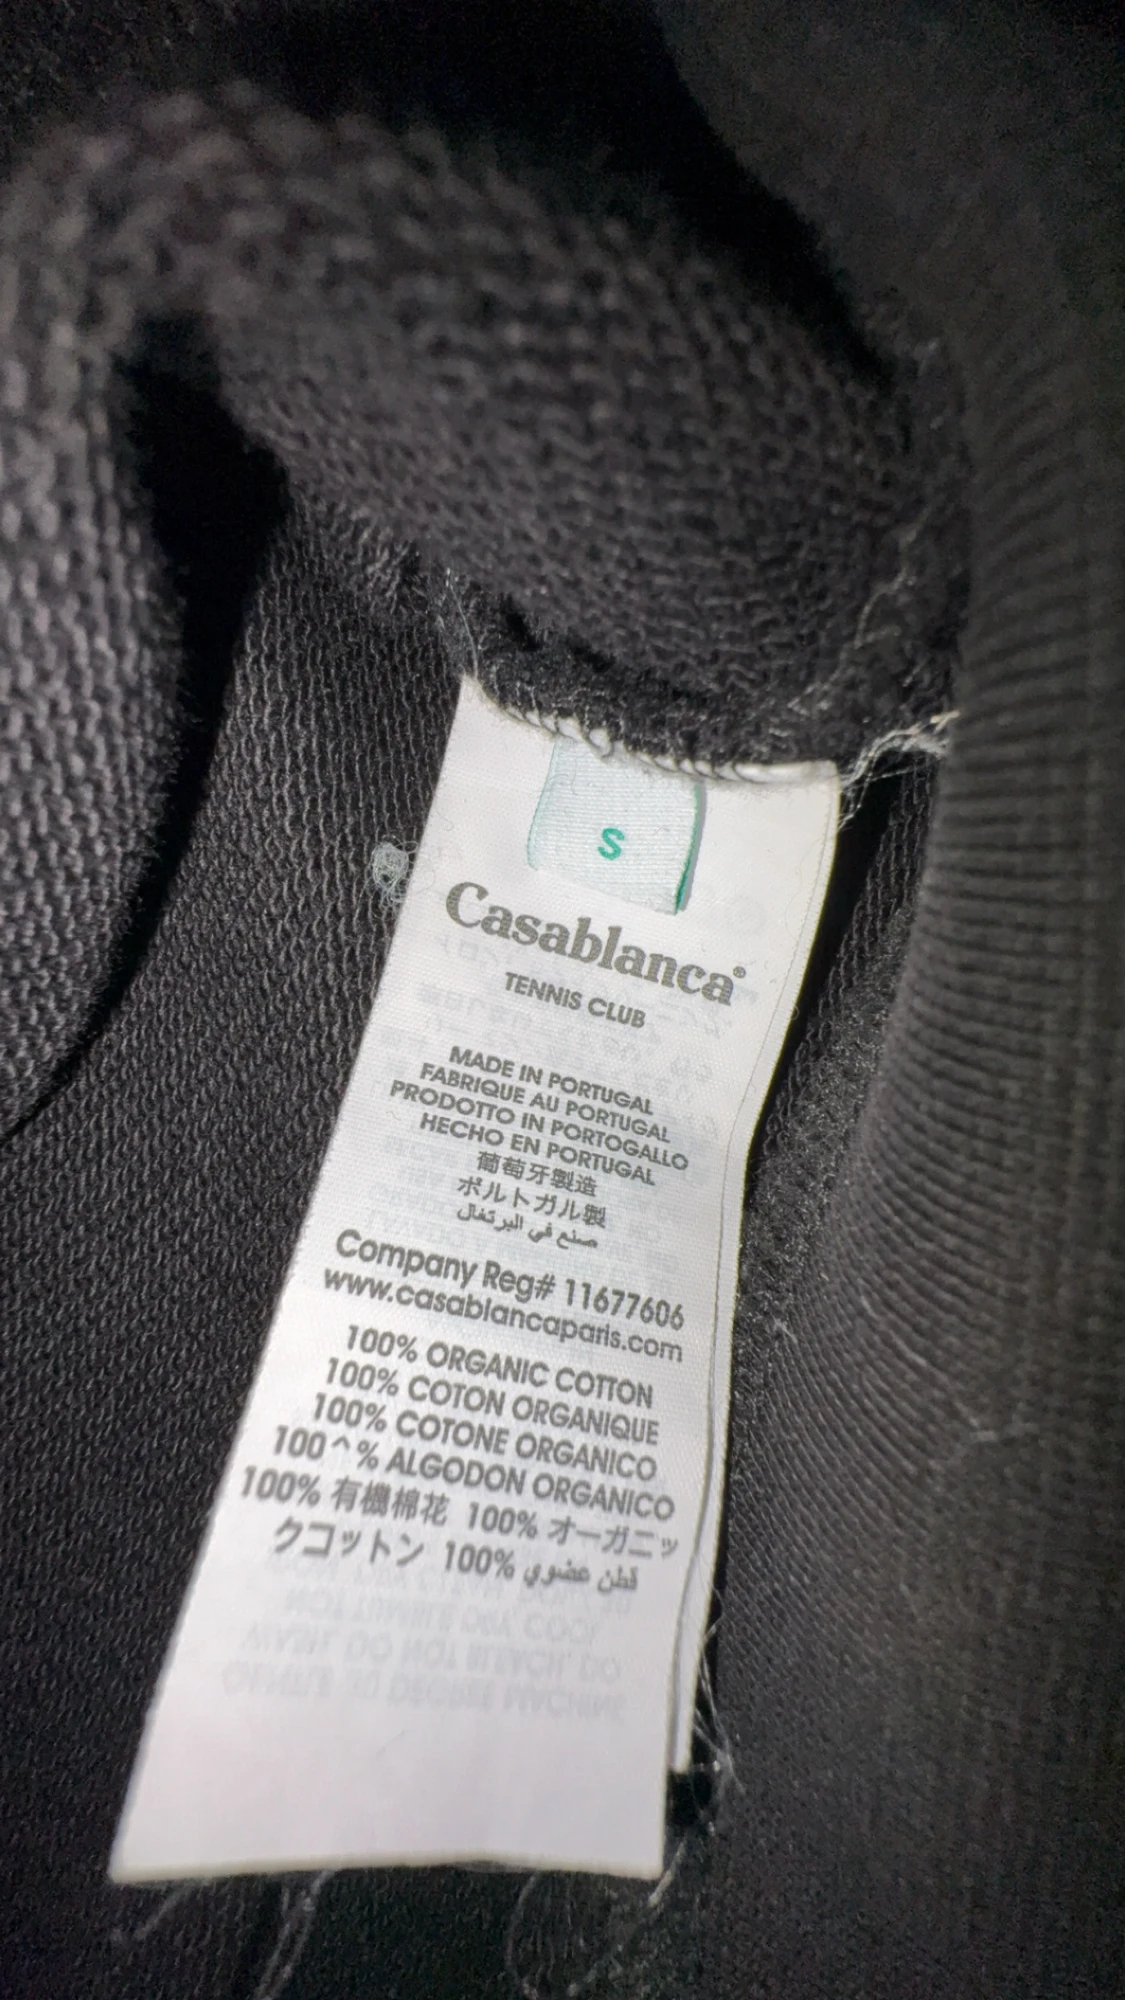 S
Casablanca®
TENNIS CLUB
MADE IN PORTUGAL
FABRIQUE AU PORTUGAL
PRODOTTO IN PORTOGALLO
HECHO EN PORTUGAL
葡萄牙製造
ポルトガル製
صنع في البرتغال
Company Reg# 11677606
www.casablancaparis.com
100% ORGANIC COTTON
100% COTON ORGANIQUE
100% COTONE ORGANICO
100^% ALGODON ORGANICO
100% 有機棉花 100% オーガニッ
クコットン 100% قطن عضوي